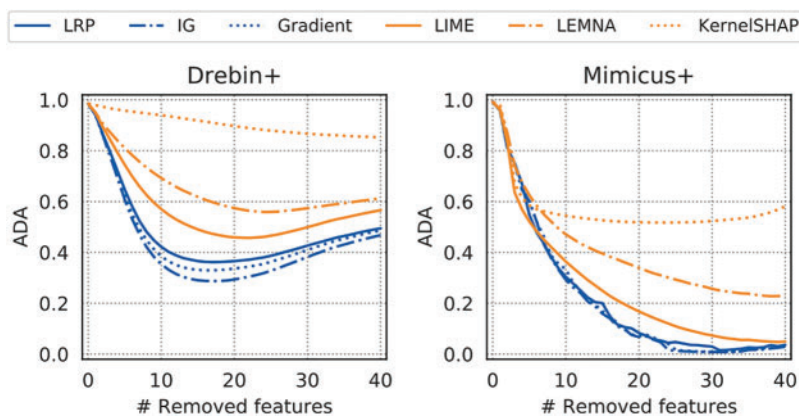 LRP IG Gradient LIME LEMNA KernelSHAP
Drebin+ Mimicus+
1.0 1.0
0.8 0.8
0.6 0.6
ADA ADA
0.4 0.4
0.2 0.2
0.0 0.0
0 10 20 30 40 0 10 20 30 40
# Removed features # Removed features